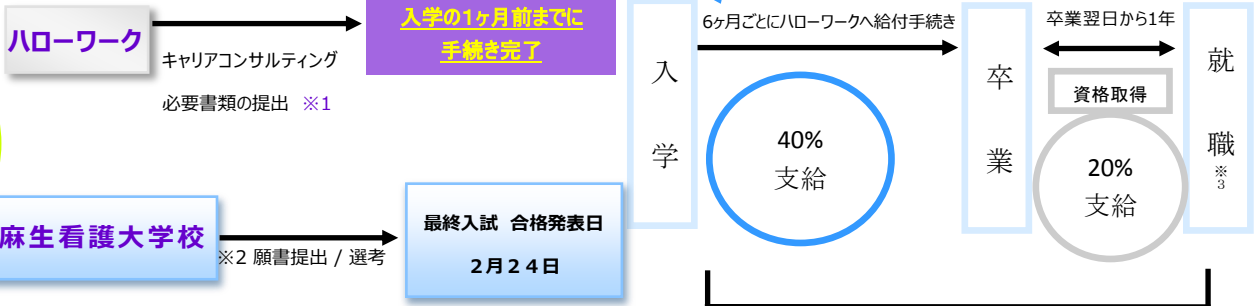 ハローワーク
キャリアコンサルティング
必要書類の提出 ※1
入学の1ヶ月前までに
手続き完了
入学
6ヶ月ごとにハローワークへ給付手続き
40%
支給
卒業
卒業翌日から1年
資格取得
20%
支給
就職※3
麻生看護大学校
※2 願書提出 / 選考
最終入試 合格発表日
2月24日